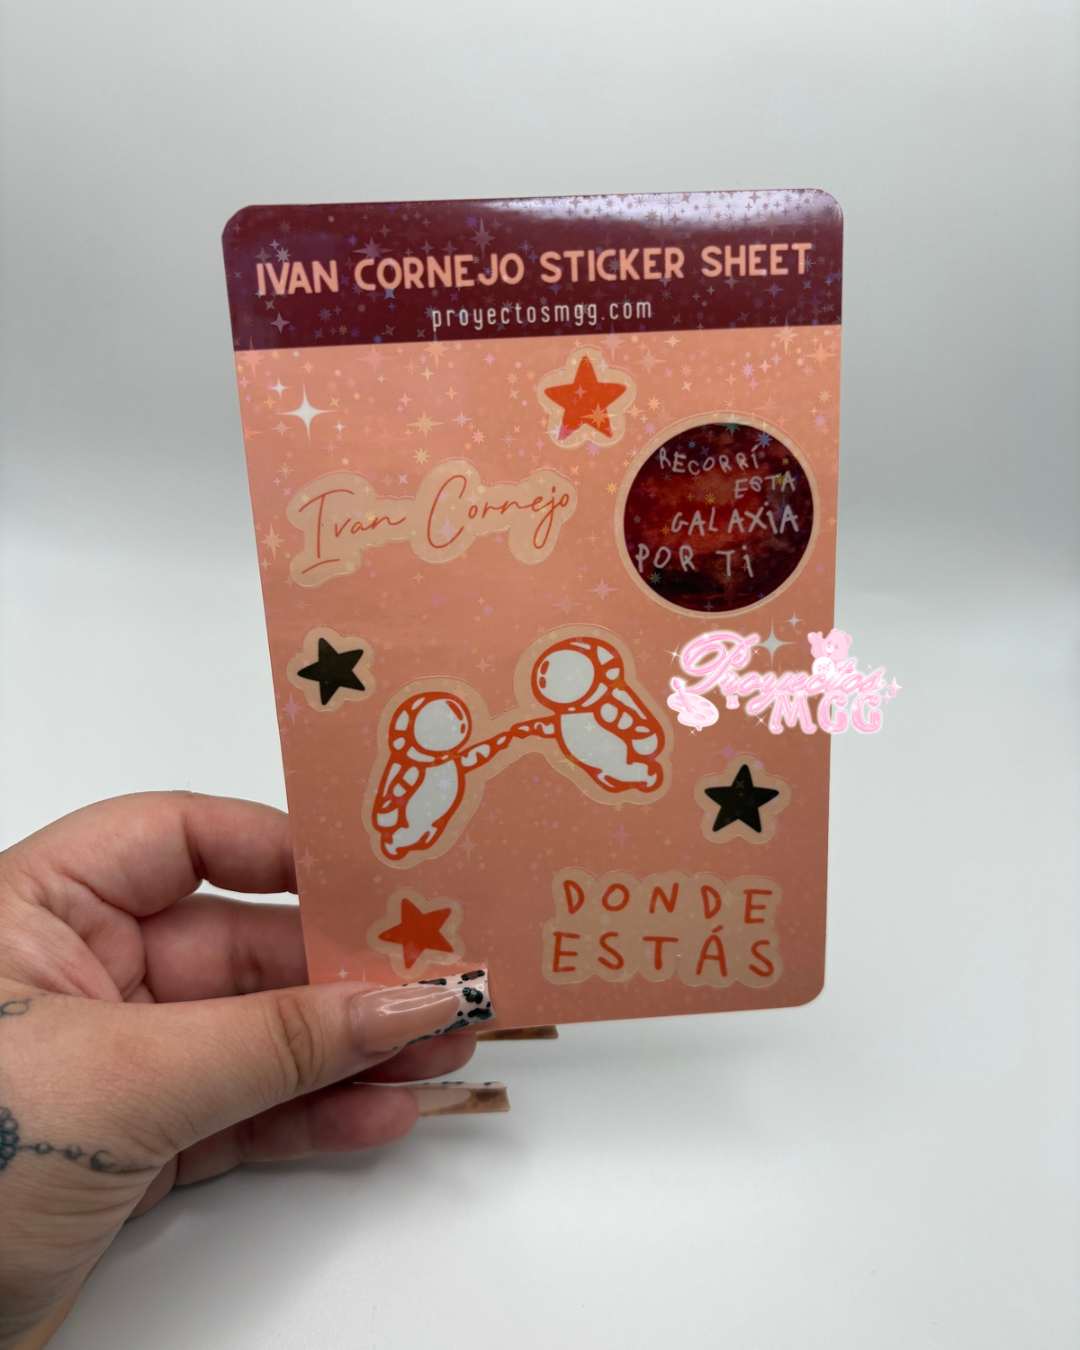 IVAN CORNEJO STICKER SHEET
proyectosmgg.com
Ivan Cornejo
RECORRÍ
ESTA
GALAXiA
POR Ti
Proyectos
MGG
DONDE
ESTÁS